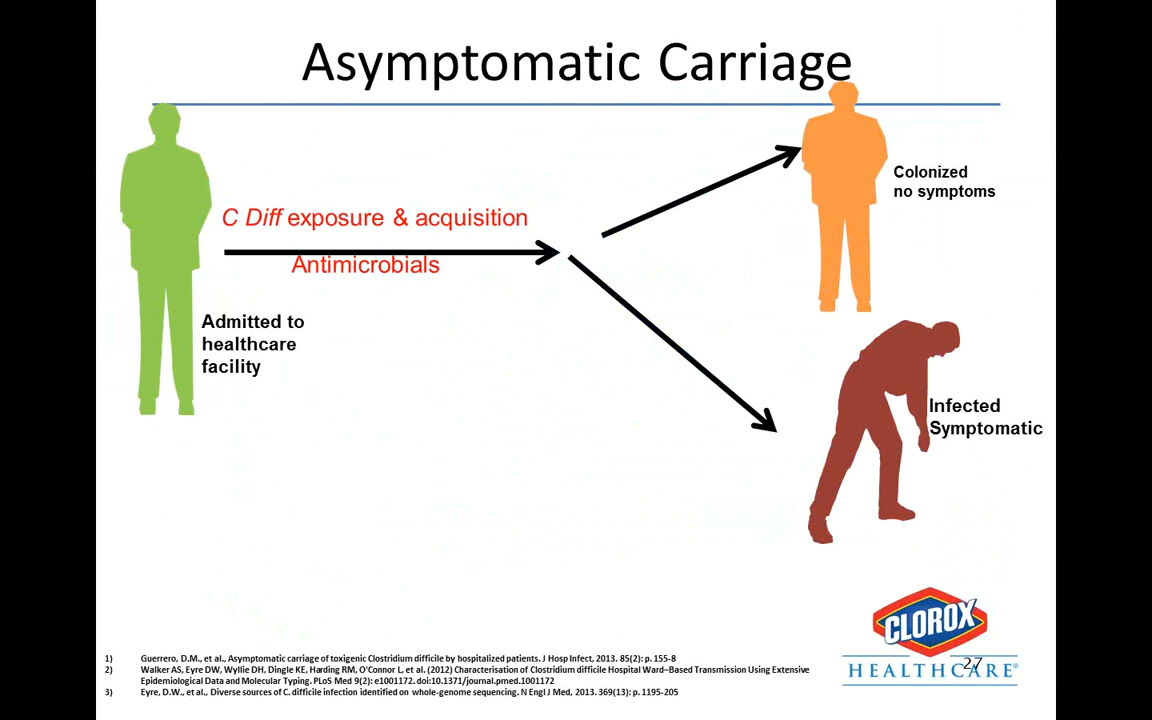 Asymptomatic Carriage
C Diff exposure & acquisition
Antimicrobials
Admitted to
healthcare
facility
Colonized
no symptoms
Infected
Symptomatic
1) Guerrero, D.M., et al., Asymptomatic carriage of toxigenic Clostridium difficile by hospitalized patients. J Hosp Infect, 2013. 85(2): p. 155-8
2) Walker AS, Eyre DW, Wyllie DH, Dingle KE, Harding RM, O'Connor L, et al. (2012) Characterisation of Clostridium difficile Hospital Ward–Based Transmission Using Extensive
Epidemiological Data and Molecular Typing. PLoS Med 9(2): e1001172. doi:10.1371/journal.pmed.1001172
3) Eyre, D.W., et al., Diverse sources of C. difficile infection identified on whole-genome sequencing. N Engl J Med, 2013. 369(13): p. 1195-205
CLOROX
HEALTHCARE®
27